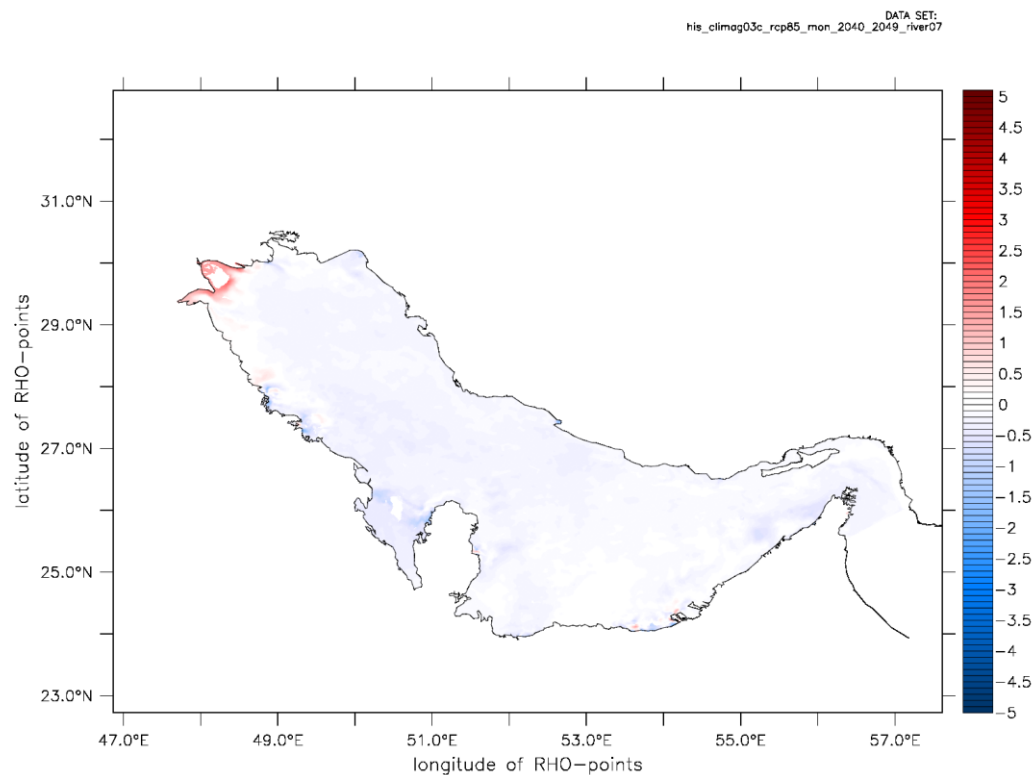 DATA SET:
his_climag03c_rcp85_mon_2040_2049_river07
31.0°N
29.0°N
27.0°N
25.0°N
23.0°N
latitude of RHO-points
47.0°E
49.0°E
51.0°E
53.0°E
55.0°E
57.0°E
longitude of RHO-points
5
4.5
4
3.5
3
2.5
2
1.5
1
0.5
0
-0.5
-1
-1.5
-2
-2.5
-3
-3.5
-4
-4.5
-5